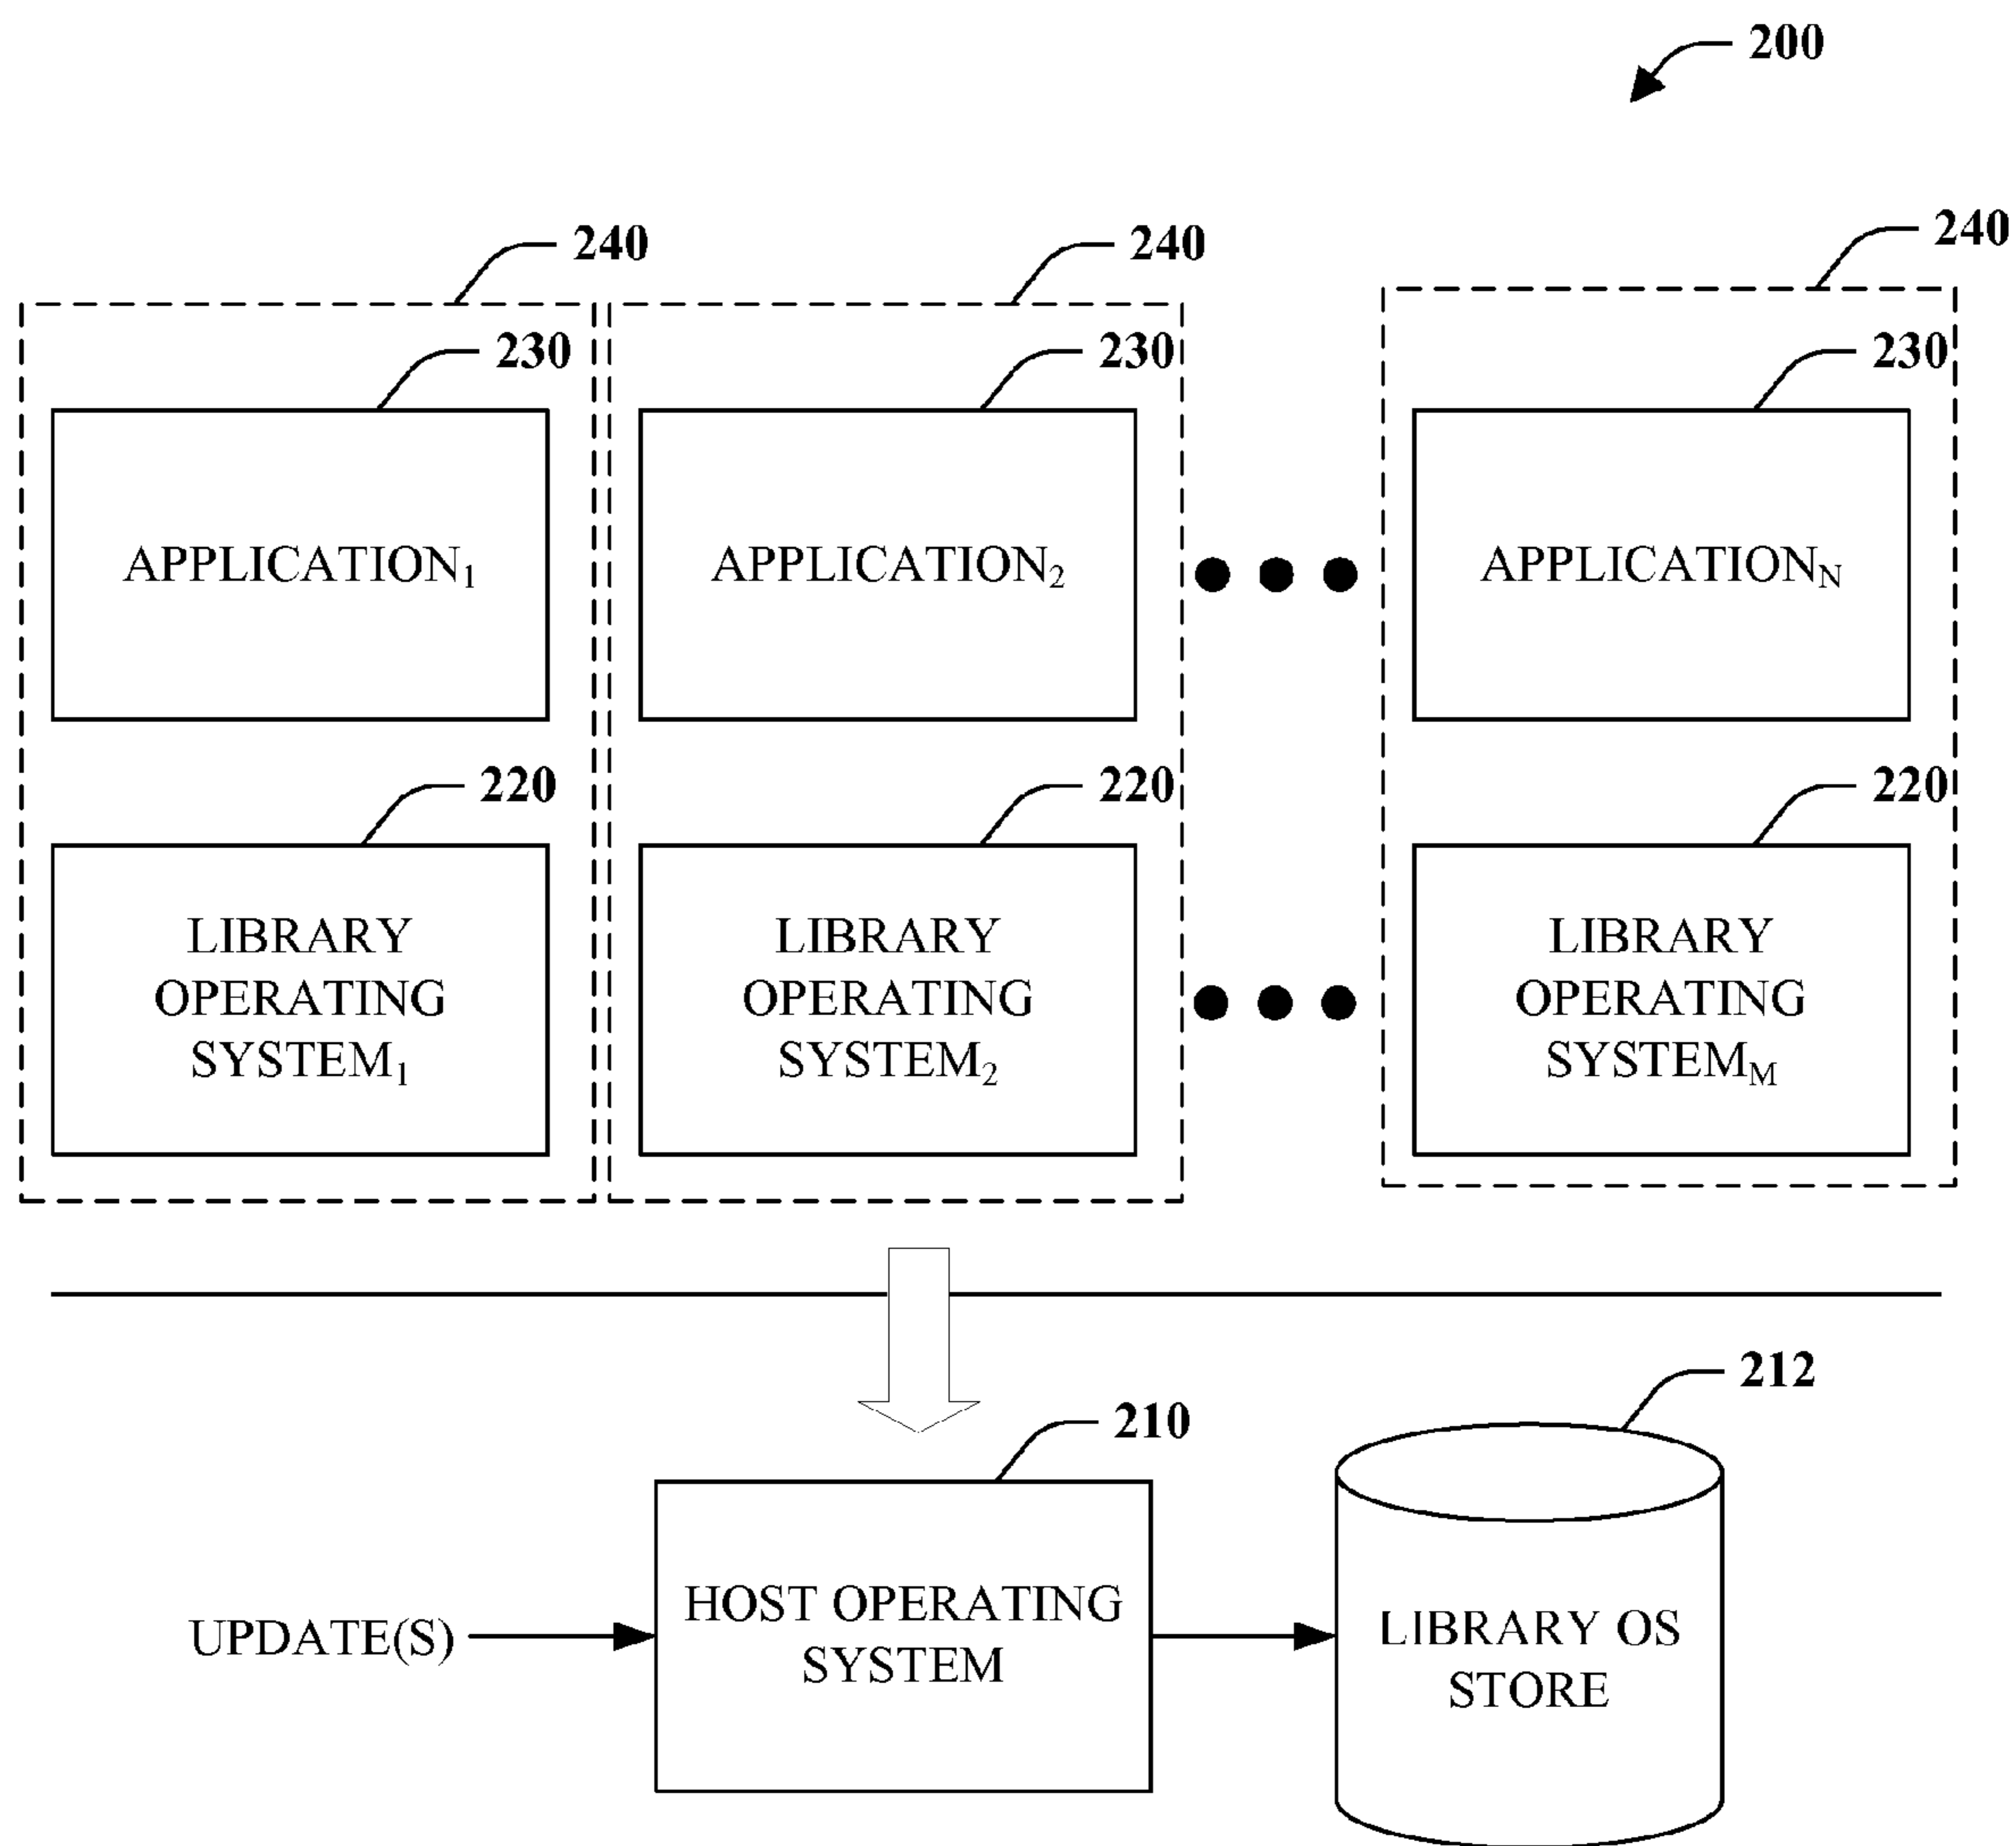 200
240
240
240
230
230
230
APPLICATION₁
APPLICATION₂
APPLICATIONN
220
220
220
LIBRARY
OPERATING
SYSTEM₁
LIBRARY
OPERATING
SYSTEM₂
LIBRARY
OPERATING
SYSTEMM
212
210
UPDATE(S)
HOST OPERATING
SYSTEM
LIBRARY OS
STORE